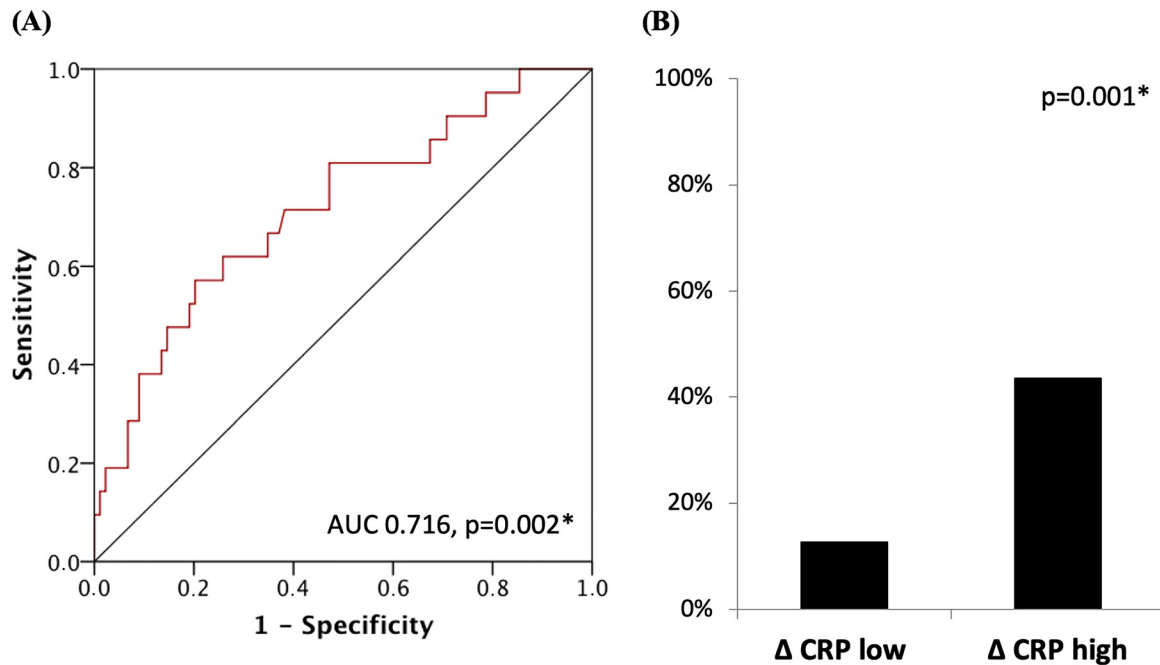 (A)
1.0
0.8
0.6
0.4
0.2
0.0
Sensitivity
AUC 0.716, p=0.002*
0.0 0.2 0.4 0.6 0.8 1.0
1 – Specificity
(B)
100%
80%
60%
40%
20%
0%
p=0.001*
Δ CRP low Δ CRP high